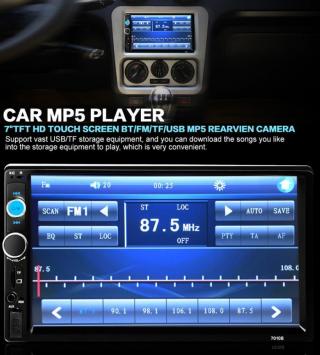 CAR MP5 PLAYER
7"TFT HD TOUCH SCREEN BT/FM/TF/USB MP5 REARVIEN CAMERA
Support vast USB/TF storage equipment, and you can download the songs you like
into the storage equipment to play, which is very convenient.
Fm 20 00:25
SCAN FM1 ST LOC AUTO SAVE
87.5 MHz
EQ ST LOC OFF PTY TA AF
87.5 108.0
87.5 90.1 98.1 106.1 108.0 87.5
7010B